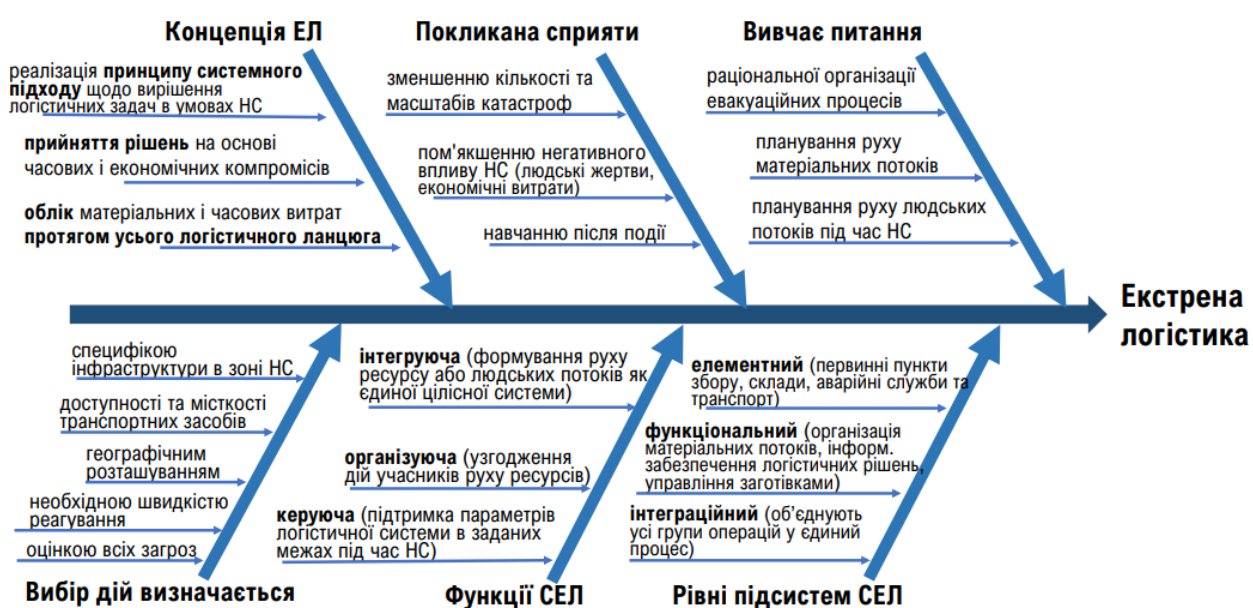 Концепція ЕЛ
реалізація принципу системного
підходу щодо вирішення
логістичних задач в умовах НС
прийняття рішень на основі
часових і економічних компромісів
облік матеріальних і часових витрат
протягом усього логістичного ланцюга
Покликана сприяти
зменшенню кількості та
масштабів катастроф
пом'якшенню негативного
впливу НС (людські жертви,
економічні витрати)
навчанню після події
Вивчає питання
раціональної організації
евакуаційних процесів
планування руху
матеріальних потоків
планування руху людських
потоків під час НС
Екстрена
логістика
специфікою
інфраструктури в зоні НС
доступності та місткості
транспортних засобів
географічним
розташуванням
необхідною швидкістю
реагування
оцінкою всіх загроз
Вибір дій визначається
інтегруюча (формування руху
ресурсу або людських потоків як
єдиної цілісної системи)
організуюча (узгодження
дій учасників руху ресурсів)
керуюча (підтримка параметрів
логістичної системи в заданих
межах під час НС)
Функції СЕЛ
елементний (первинні пункти
збору, склади, аварійні служби та
транспорт)
функціональний (організація
матеріальних потоків, інформ.
забезпечення логістичних рішень,
управління заготівками)
інтеграційний (об'єднують
усі групи операцій у єдиний
процес)
Рівні підсистем СЕЛ